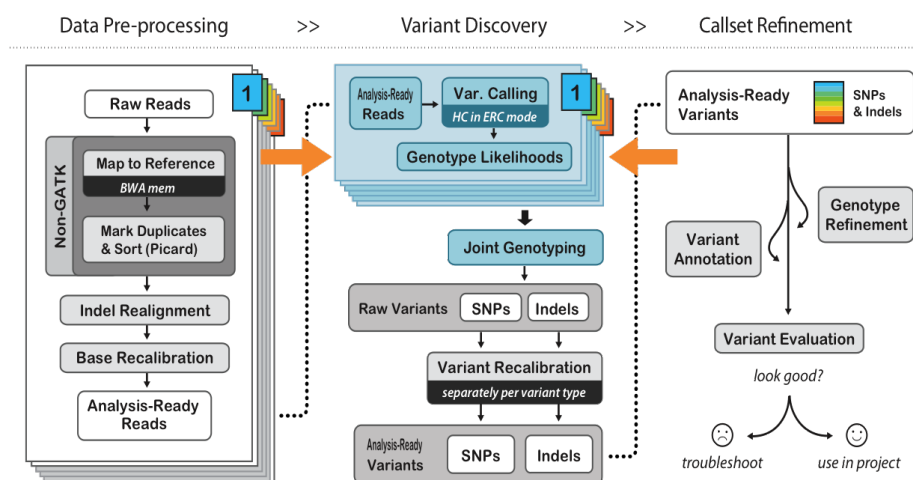 Data Pre-processing >> Variant Discovery >> Callset Refinement
1
Raw Reads
Non-GATK
Map to Reference
BWA mem
Mark Duplicates
& Sort (Picard)
Indel Realignment
Base Recalibration
Analysis-Ready
Reads
1
Analysis-Ready
Reads
Var. Calling
HC in ERC mode
Genotype Likelihoods
Joint Genotyping
Raw Variants
SNPs
Indels
Variant Recalibration
separately per variant type
Analysis-Ready
Variants
SNPs
Indels
Analysis-Ready
Variants
SNPs
& Indels
Genotype
Refinement
Variant
Annotation
Variant Evaluation
look good?
troubleshoot
use in project